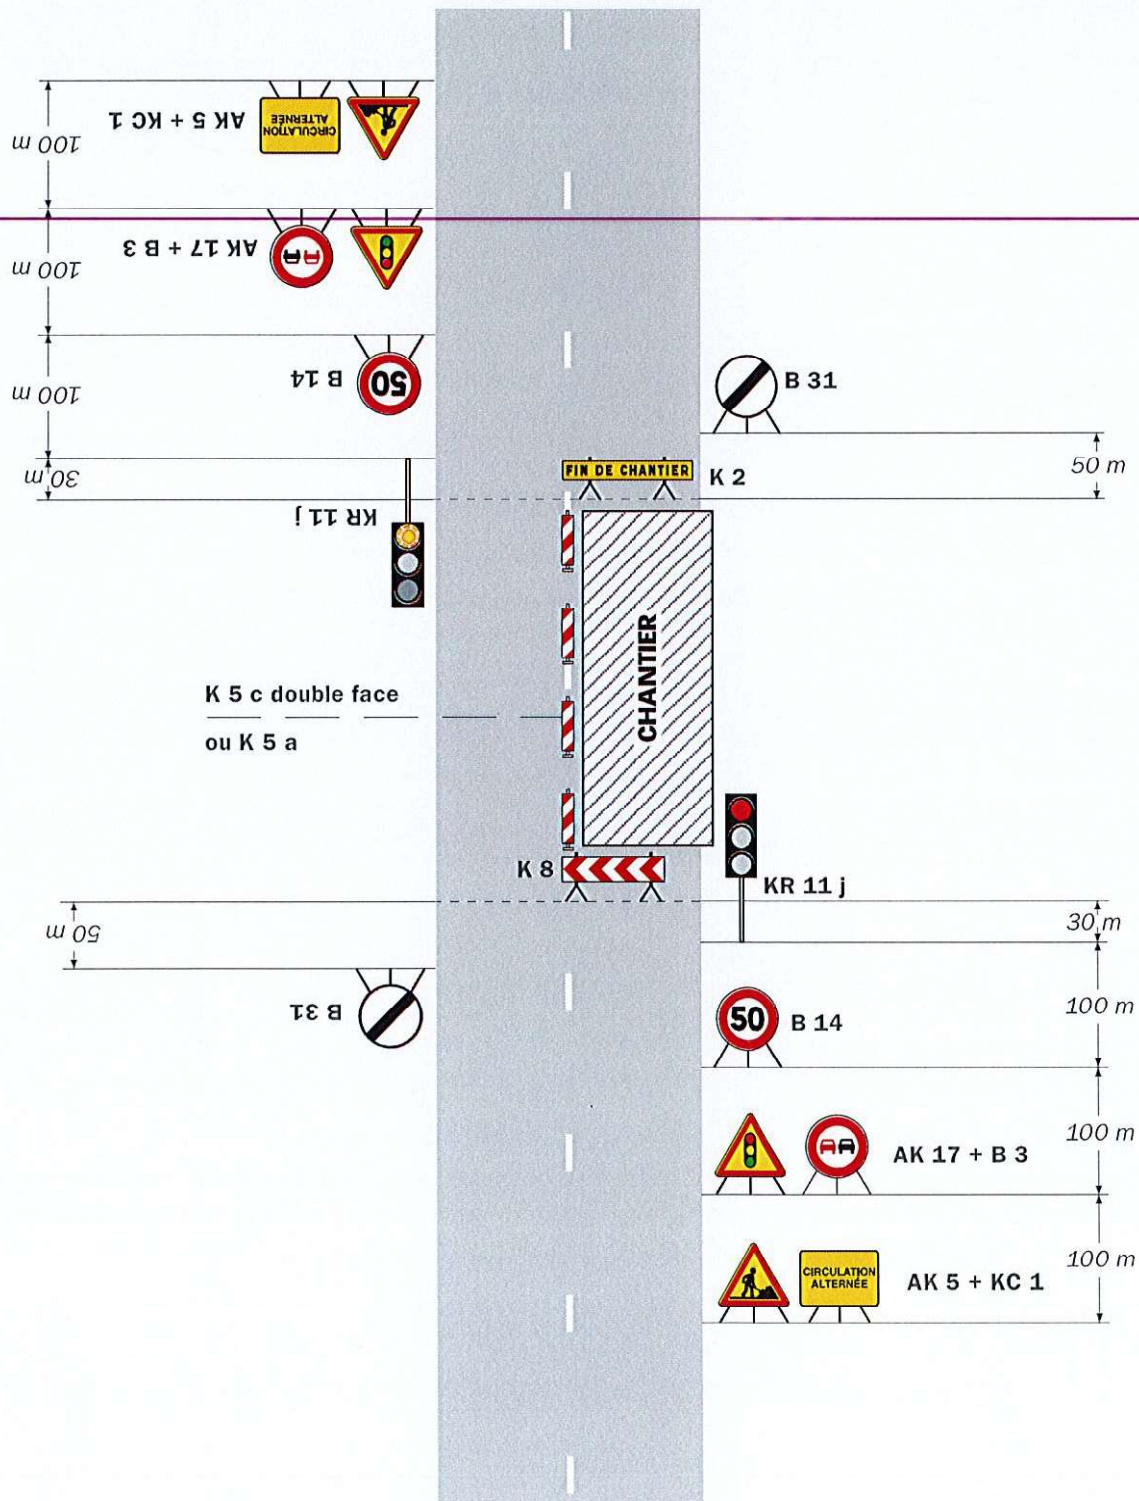 100 m
AK 5 + KC 1
CIRCULATION
ALTERNÉE
100 m
AK 17 + B 3
100 m
B 14
50
B 31
30 m
FIN DE CHANTIER
K 2
50 m
KR 11 j
CHANTIER
K 5 c double face
ou K 5 a
K 8
KR 11 j
50 m
30 m
B 31
50
B 14
100 m
AK 17 + B 3
100 m
CIRCULATION
ALTERNÉE
AK 5 + KC 1
100 m